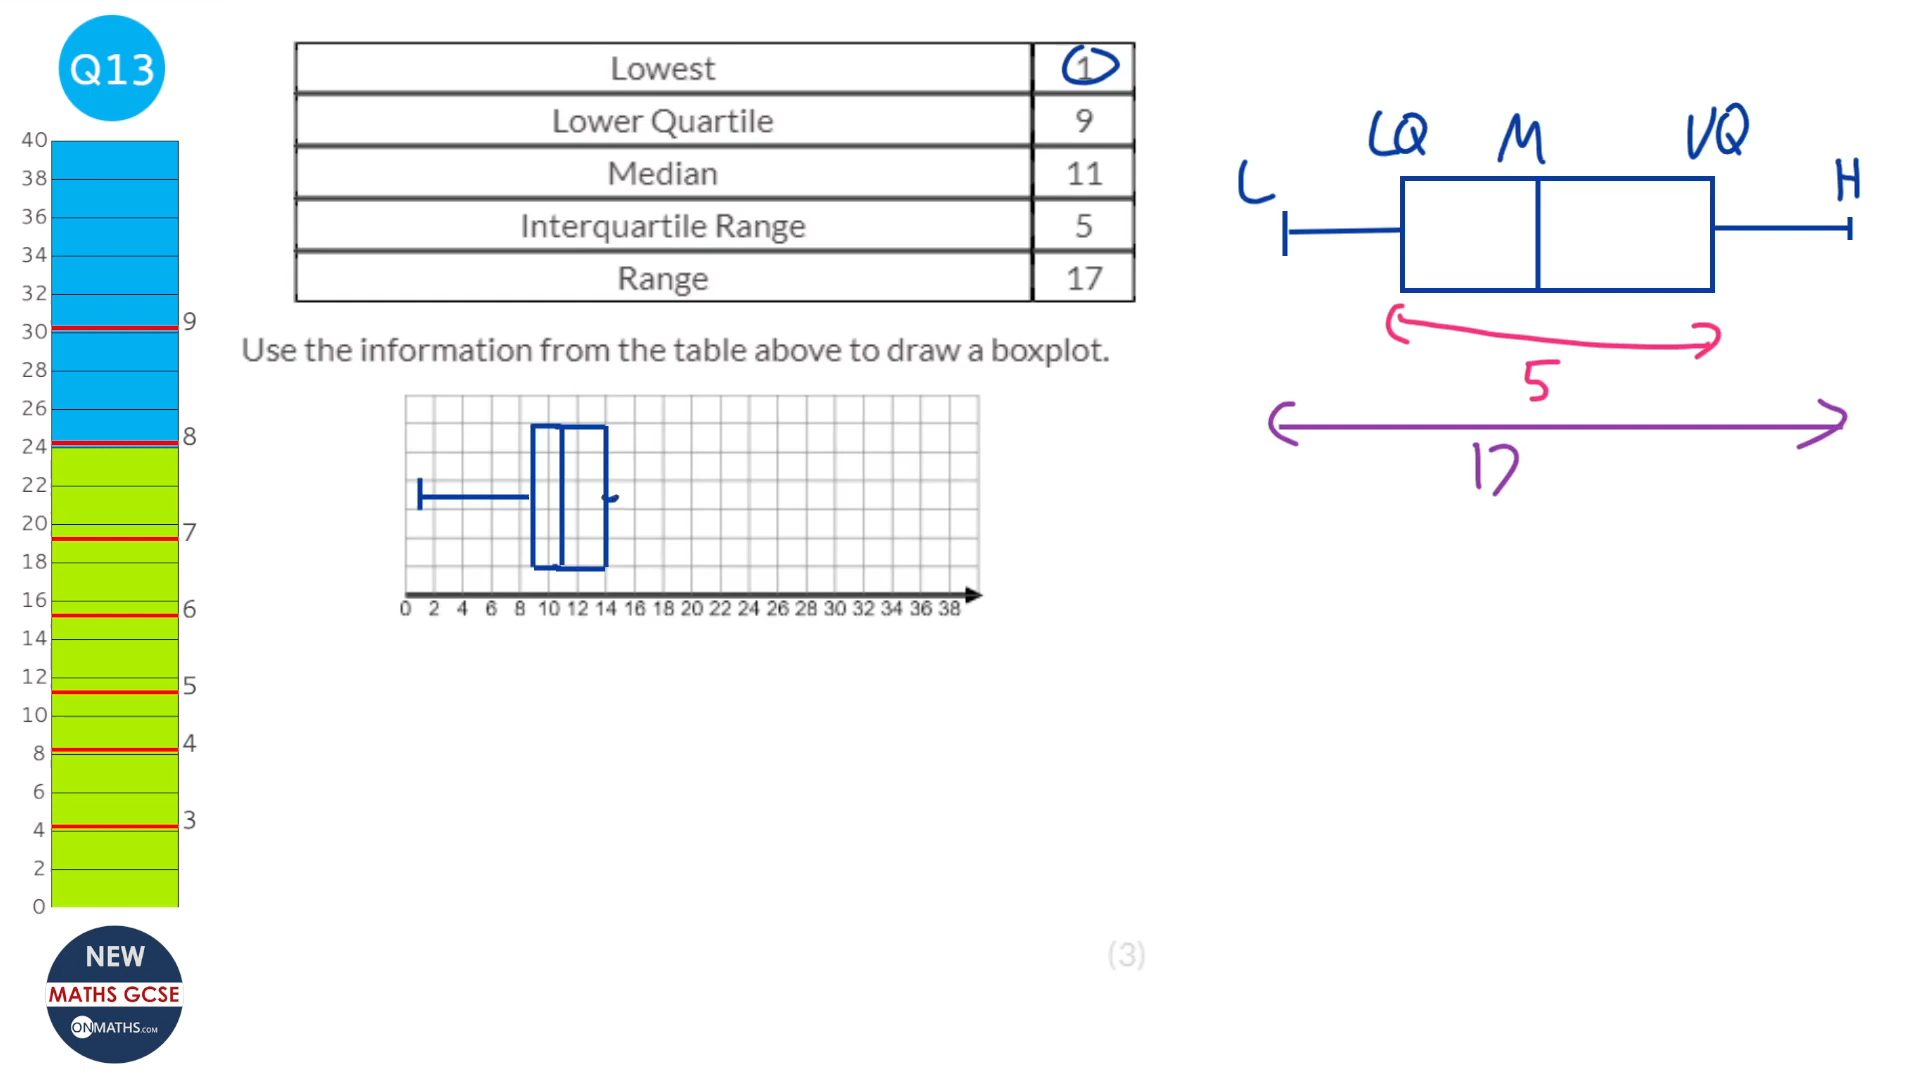 Q13
Lowest 1
Lower Quartile 9
Median 11
Interquartile Range 5
Range 17
Use the information from the table above to draw a boxplot.
0 2 4 6 8 10 12 14 16 18 20 22 24 26 28 30 32 34 36 38
L LQ M UQ H
5
17
40
38
36
34
32
30 9
28
26
24 8
22
20
18 7
16
14 6
12
10 5
8 4
6
4 3
2
0
(3)
NEW
MATHS GCSE
ONMATHS.COM